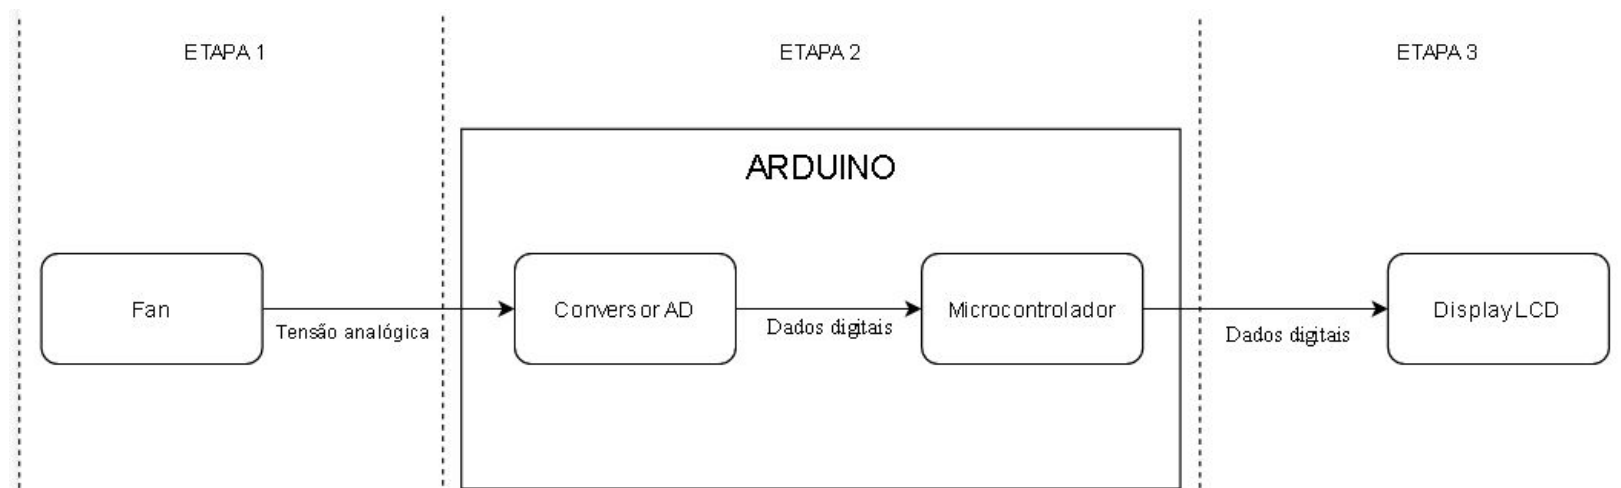 ETAPA 1
ETAPA 2
ETAPA 3
ARDUINO
Fan
Tensão analógica
Conversor AD
Dados digitais
Microcontrolador
Dados digitais
Display LCD